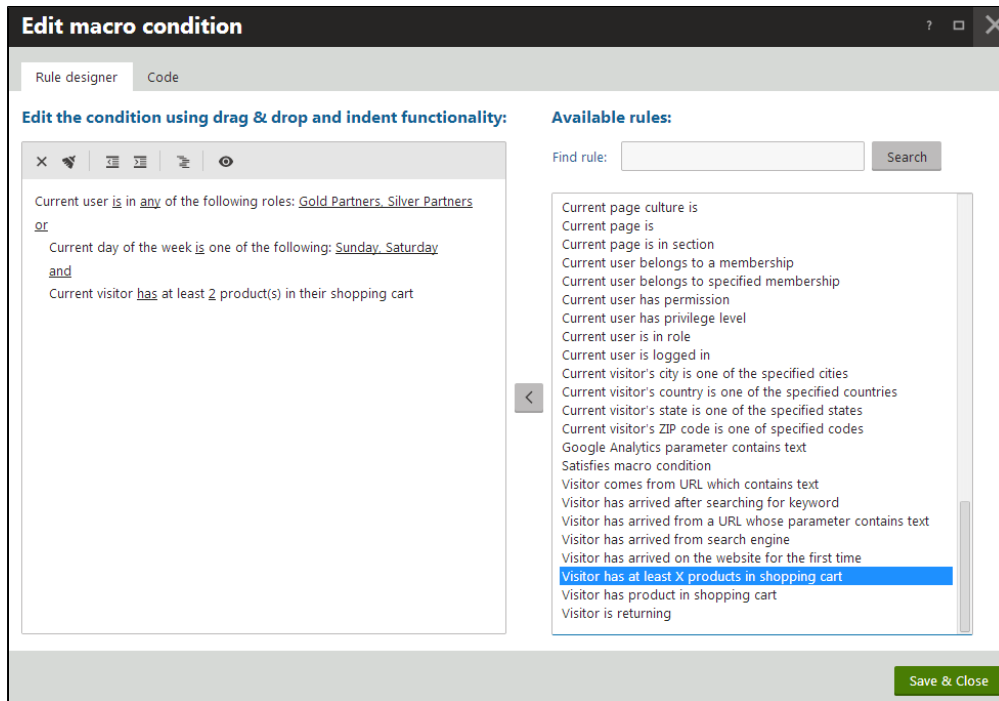 Edit macro condition
?
Rule designer
Code
Edit the condition using drag & drop and indent functionality:
Current user is in any of the following roles: Gold Partners, Silver Partners
or
Current day of the week is one of the following: Sunday, Saturday
and
Current visitor has at least 2 product(s) in their shopping cart
Available rules:
Find rule:
Search
Current page culture is
Current page is
Current page is in section
Current user belongs to a membership
Current user belongs to specified membership
Current user has permission
Current user has privilege level
Current user is in role
Current user is logged in
Current visitor's city is one of the specified cities
Current visitor's country is one of the specified countries
Current visitor's state is one of the specified states
Current visitor's ZIP code is one of specified codes
Google Analytics parameter contains text
Satisfies macro condition
Visitor comes from URL which contains text
Visitor has arrived after searching for keyword
Visitor has arrived from a URL whose parameter contains text
Visitor has arrived from search engine
Visitor has arrived on the website for the first time
Visitor has at least X products in shopping cart
Visitor has product in shopping cart
Visitor is returning
Save & Close